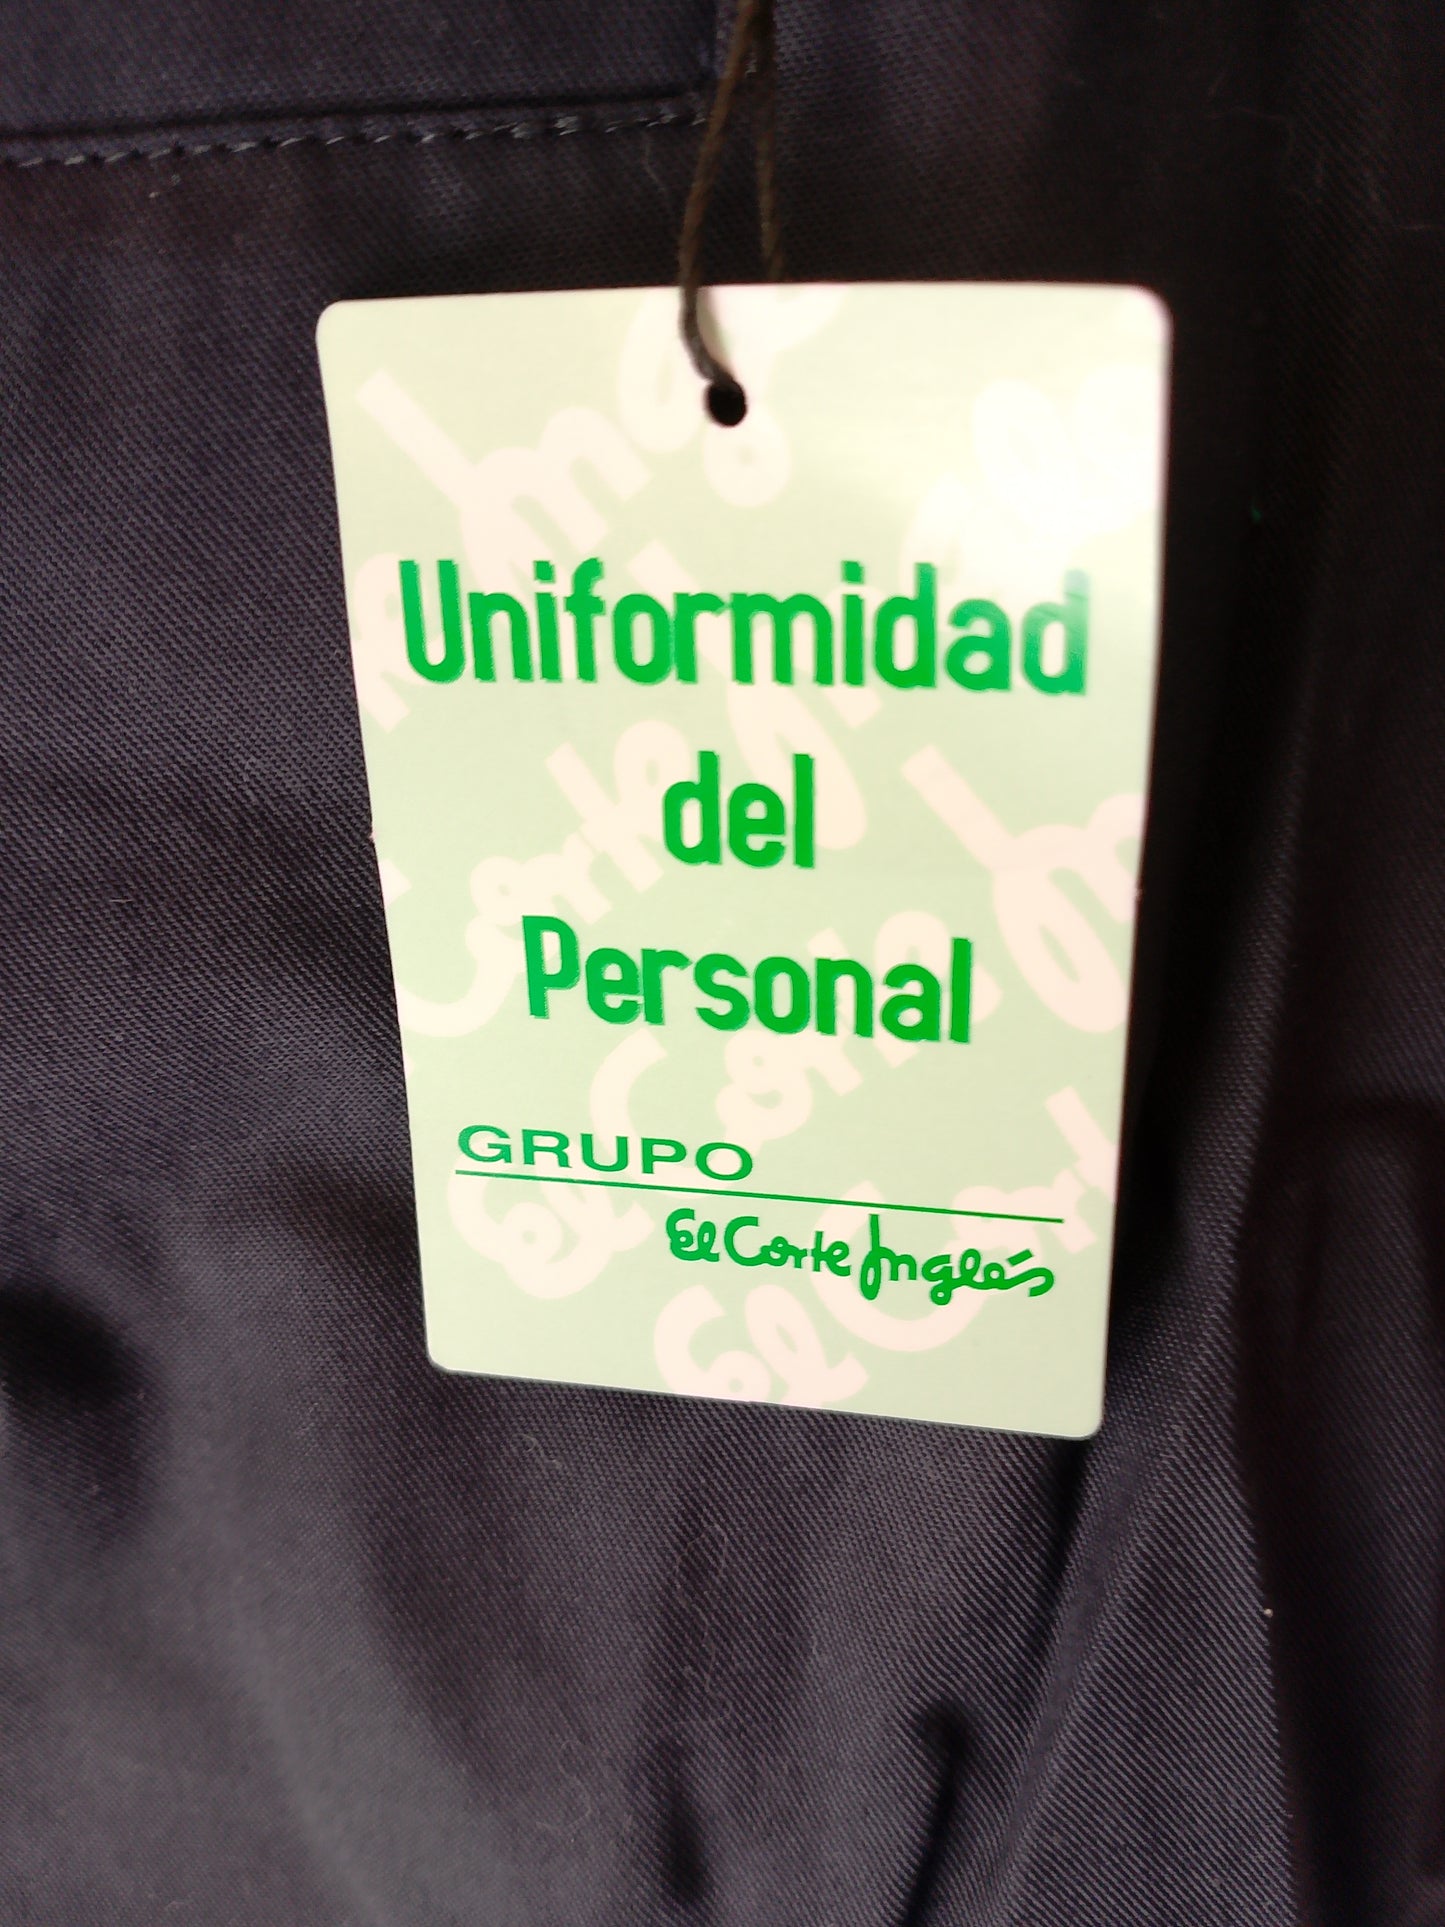 Uniformidad
del
Personal
GRUPO
El Corte Inglés